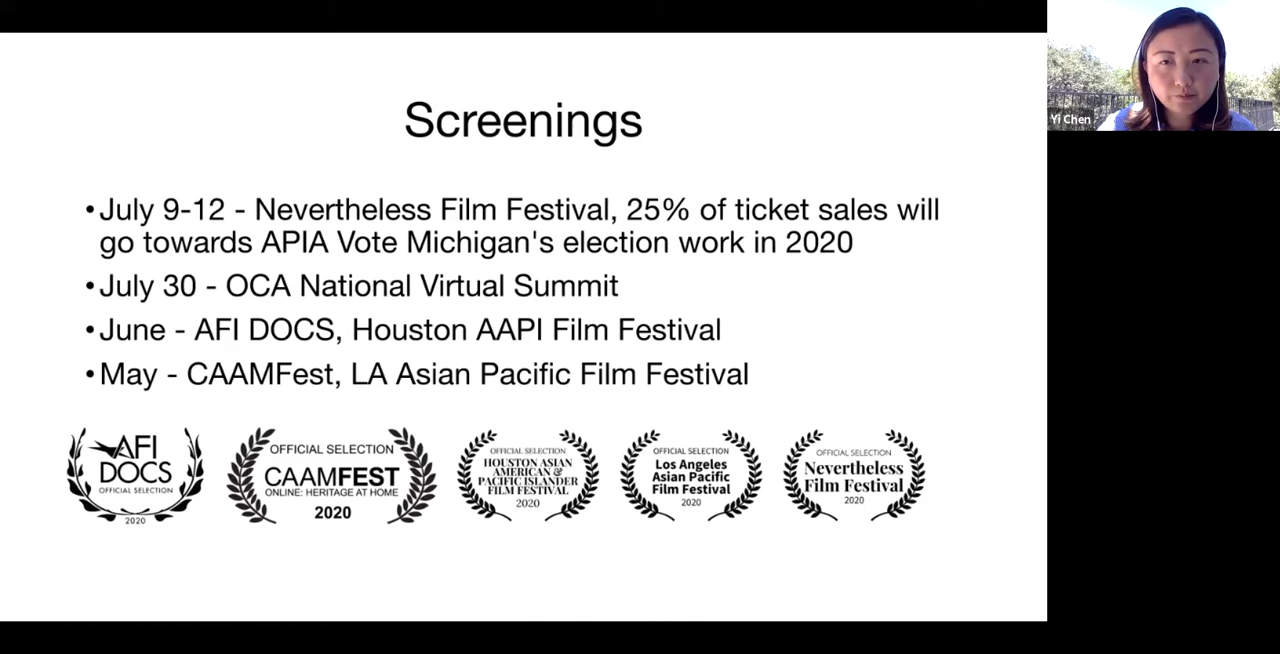 Screenings
•July 9-12 - Nevertheless Film Festival, 25% of ticket sales will
go towards APIA Vote Michigan's election work in 2020
•July 30 - OCA National Virtual Summit
•June - AFI DOCS, Houston AAPI Film Festival
•May - CAAMFest, LA Asian Pacific Film Festival
AFI
DOCS
OFFICIAL SELECTION
2020
OFFICIAL SELECTION
CAAMFEST
ONLINE: HERITAGE AT HOME
2020
OFFICIAL SELECTION
HOUSTON ASIAN
AMERICAN &
PACIFIC ISLANDER
FILM FESTIVAL
2020
OFFICIAL SELECTION
Los Angeles
Asian Pacific
Film Festival
2020
OFFICIAL SELECTION
Nevertheless
Film Festival
2020
Yi Chen